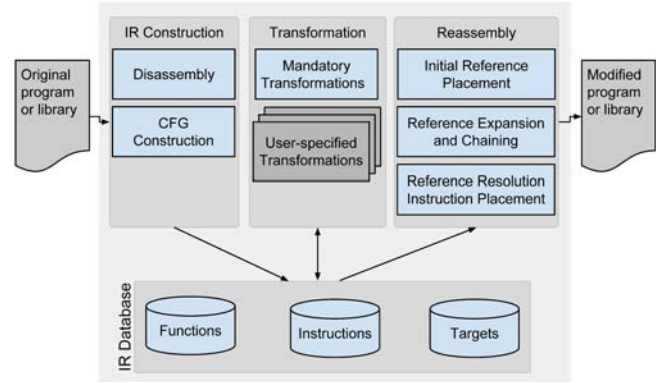 IR Construction
Transformation
Reassembly
Original
program
or library
Disassembly
CFG
Construction
Mandatory
Transformations
User-specified
Transformations
Initial Reference
Placement
Reference Expansion
and Chaining
Reference Resolution
Instruction Placement
Modified
program
or library
IR Database
Functions
Instructions
Targets